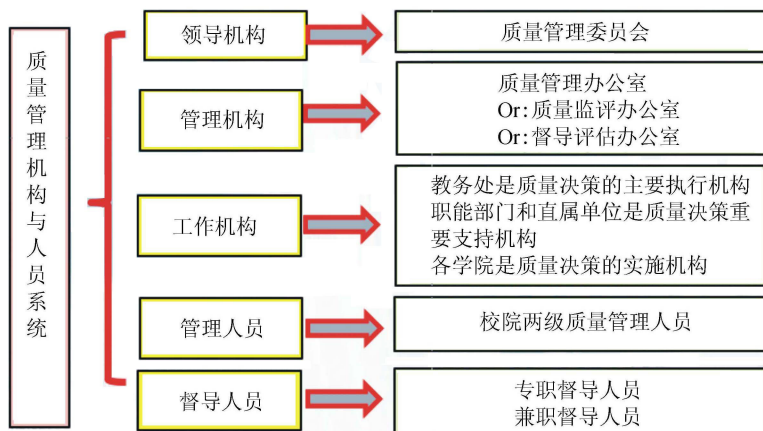 质量管理机构与人员系统
领导机构
质量管理委员会
管理机构
质量管理办公室
Or:质量监评办公室
Or:督导评估办公室
工作机构
教务处是质量决策的主要执行机构
职能部门和直属单位是质量决策重
要支持机构
各学院是质量决策的实施机构
管理人员
校院两级质量管理人员
督导人员
专职督导人员
兼职督导人员